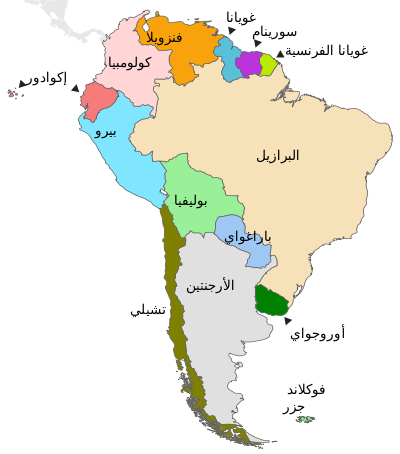 غويانا
سورينام
فنزويلا
غويانا الفرنسية
كولومبيا
إكوادور
بيرو
البرازيل
بوليفيا
باراغواي
الأرجنتين
تشيلي
أوروجواي
فوكلاند
جزر